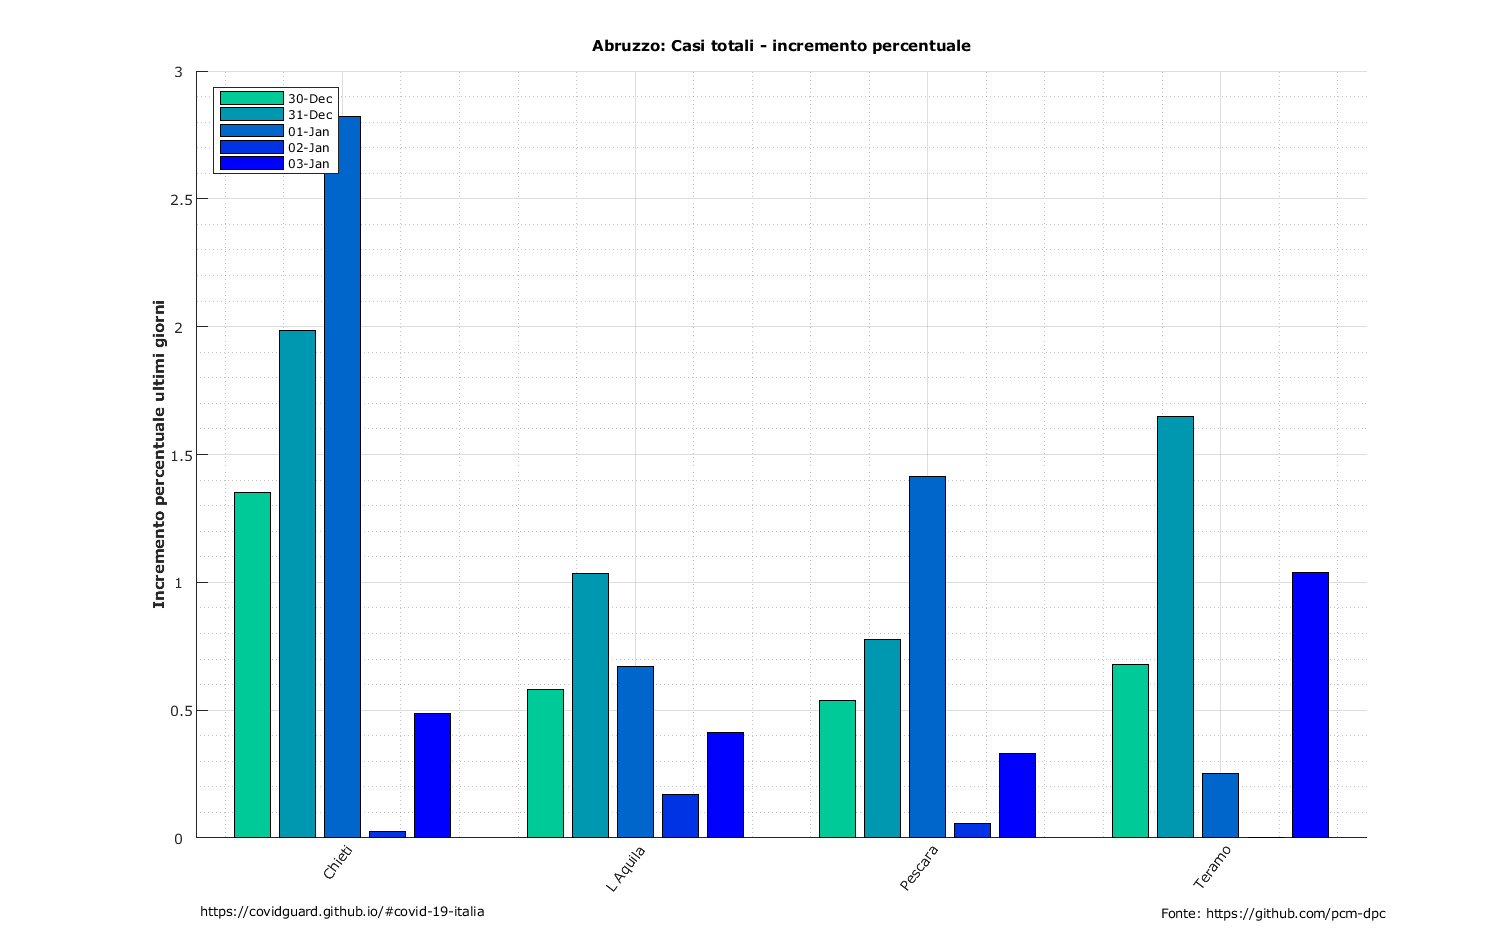 Abruzzo: Casi totali - incremento percentuale
3
2.5
2
1.5
1
0.5
0
Incremento percentuale ultimi giorni
30-Dec
31-Dec
01-Jan
02-Jan
03-Jan
Chieti
L Aquila
Pescara
Teramo
https://covidguard.github.io/#covid-19-italia
Fonte: https://github.com/pcm-dpc